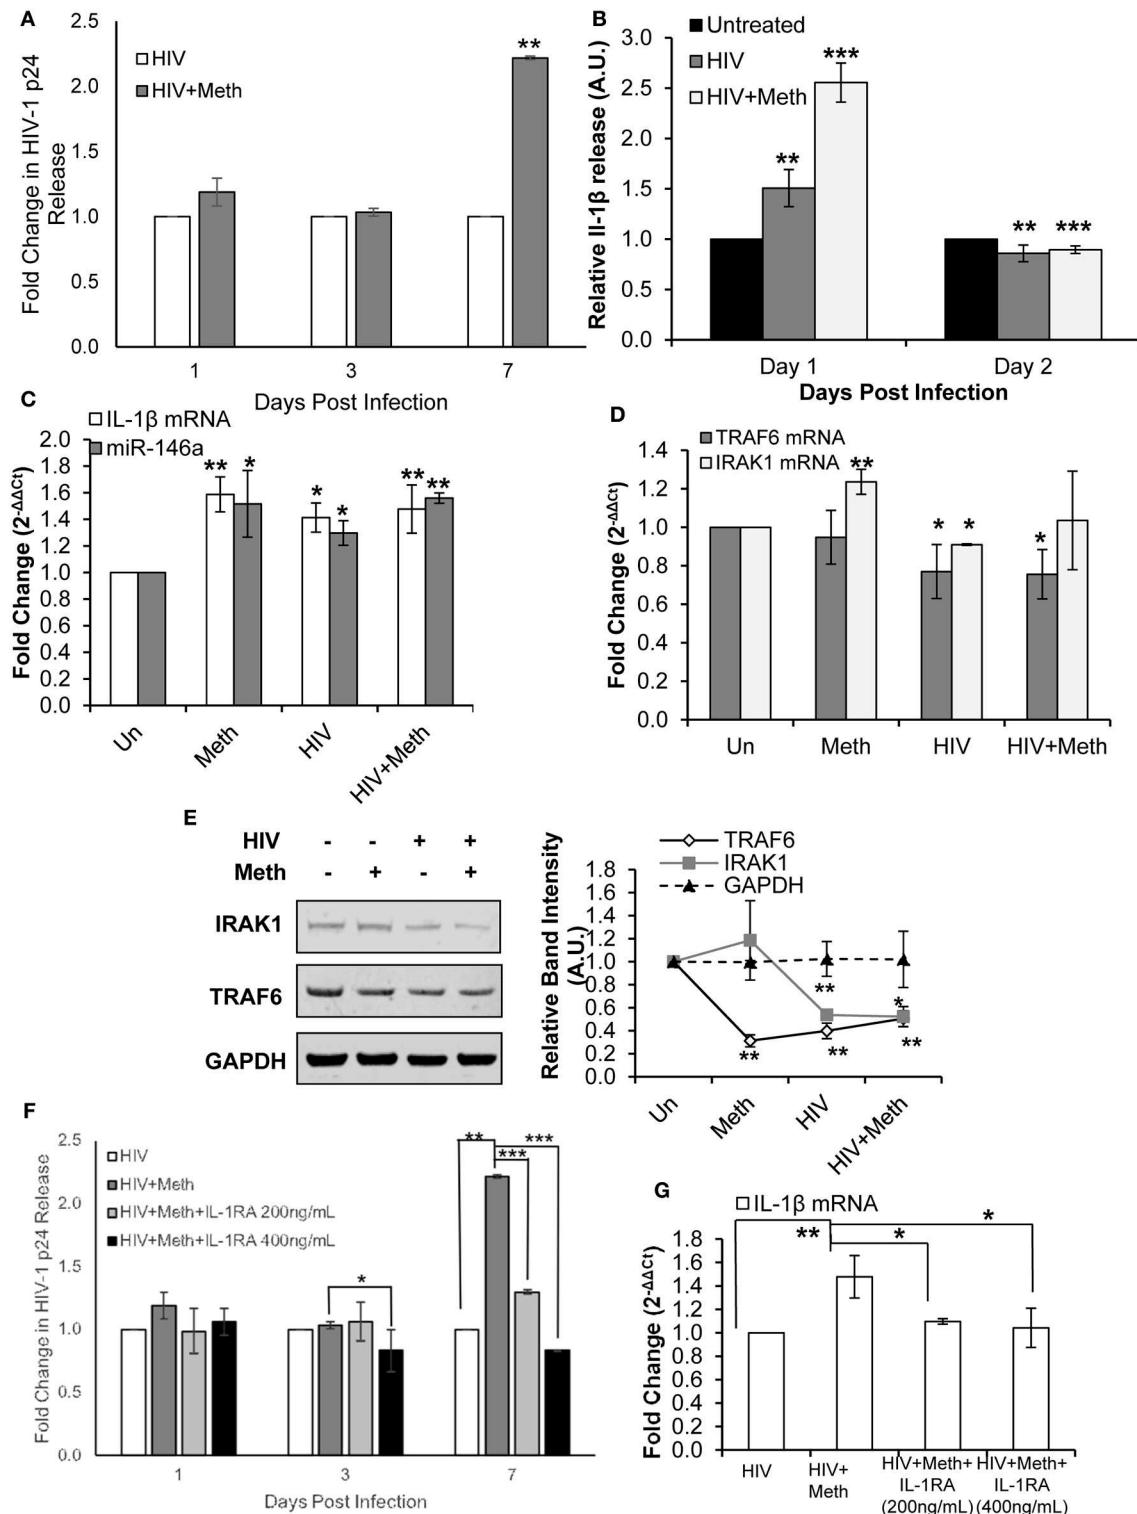 A
2.5
2.0
1.5
1.0
0.5
0.0
Fold Change in HIV-1 p24
Release
HIV
HIV+Meth
**
1
3
7
Days Post Infection
B
3.0
2.5
2.0
1.5
1.0
0.5
0.0
Relative Il-1β release (A.U.)
Untreated
HIV
HIV+Meth
**
***
**
***
Day 1
Day 2
Days Post Infection
C
2.0
1.8
1.6
1.4
1.2
1.0
0.8
0.6
0.4
0.2
0.0
Fold Change (2-ΔΔCt)
IL-1β mRNA
miR-146a
**
*
*
*
**
**
Un
Meth
HIV
HIV+Meth
D
1.4
1.2
1.0
0.8
0.6
0.4
0.2
0.0
Fold Change (2-ΔΔCt)
TRAF6 mRNA
IRAK1 mRNA
**
*
*
*
Un
Meth
HIV
HIV+Meth
E
HIV - - + +
Meth - + - +
IRAK1
TRAF6
GAPDH
Relative Band Intensity
(A.U.)
1.8
1.6
1.4
1.2
1.0
0.8
0.6
0.4
0.2
0.0
TRAF6
IRAK1
GAPDH
**
**
**
*
**
Un
Meth
HIV
HIV+Meth
F
2.5
2.0
1.5
1.0
0.5
0.0
Fold Change in HIV-1 p24 Release
HIV
HIV+Meth
HIV+Meth+IL-1RA 200ng/mL
HIV+Meth+IL-1RA 400ng/mL
*
**
***
***
1
3
7
Days Post Infection
G
1.8
1.6
1.4
1.2
1.0
0.8
0.6
0.4
0.2
0.0
Fold Change (2-ΔΔCt)
IL-1β mRNA
**
*
*
HIV
HIV+
Meth
HIV+Meth+
IL-1RA
(200ng/mL)
HIV+Meth+
IL-1RA
(400ng/mL)